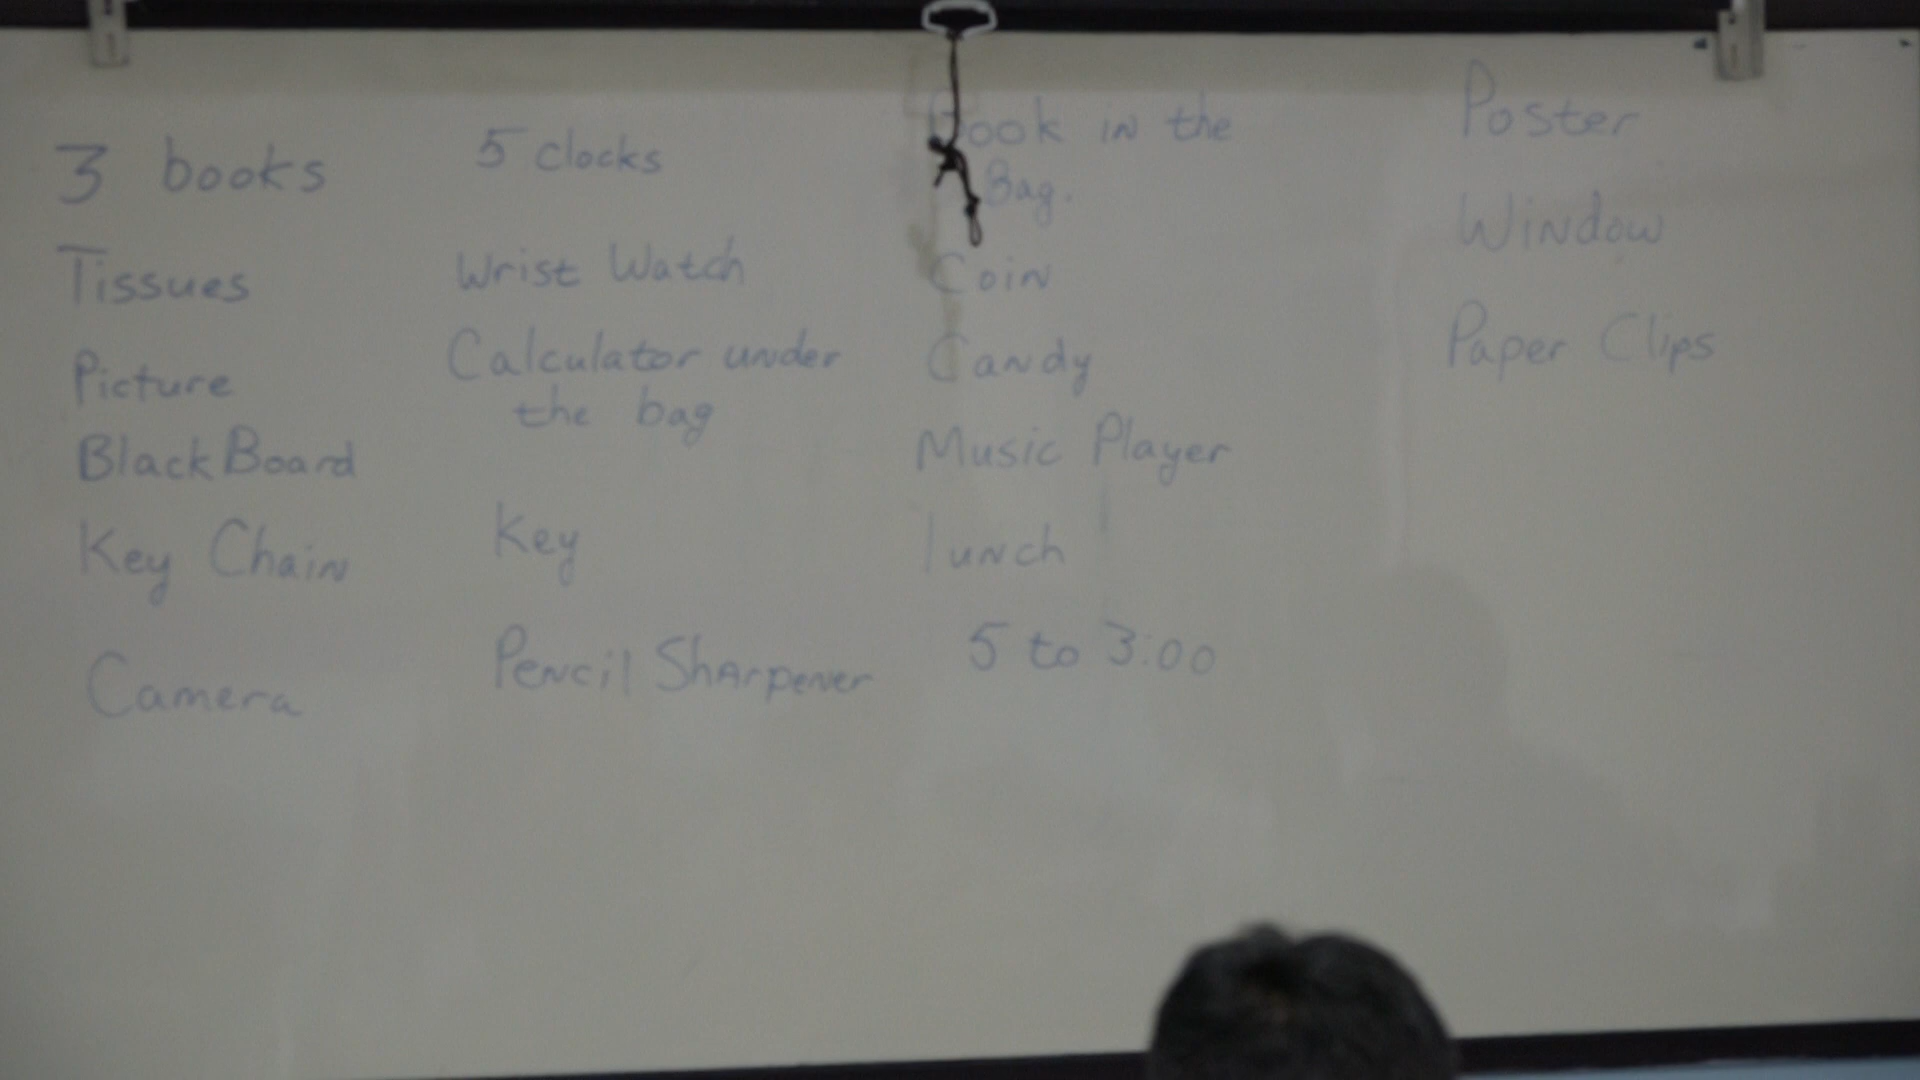 3 books
Tissues
Picture
BlackBoard
Key Chain
Camera
5 clocks
Wrist Watch
Calculator under
the bag
Key
Pencil Sharpener
Book in the
Bag.
Coin
Candy
Music Player
lunch
5 to 3:00
Poster
Window
Paper Clips